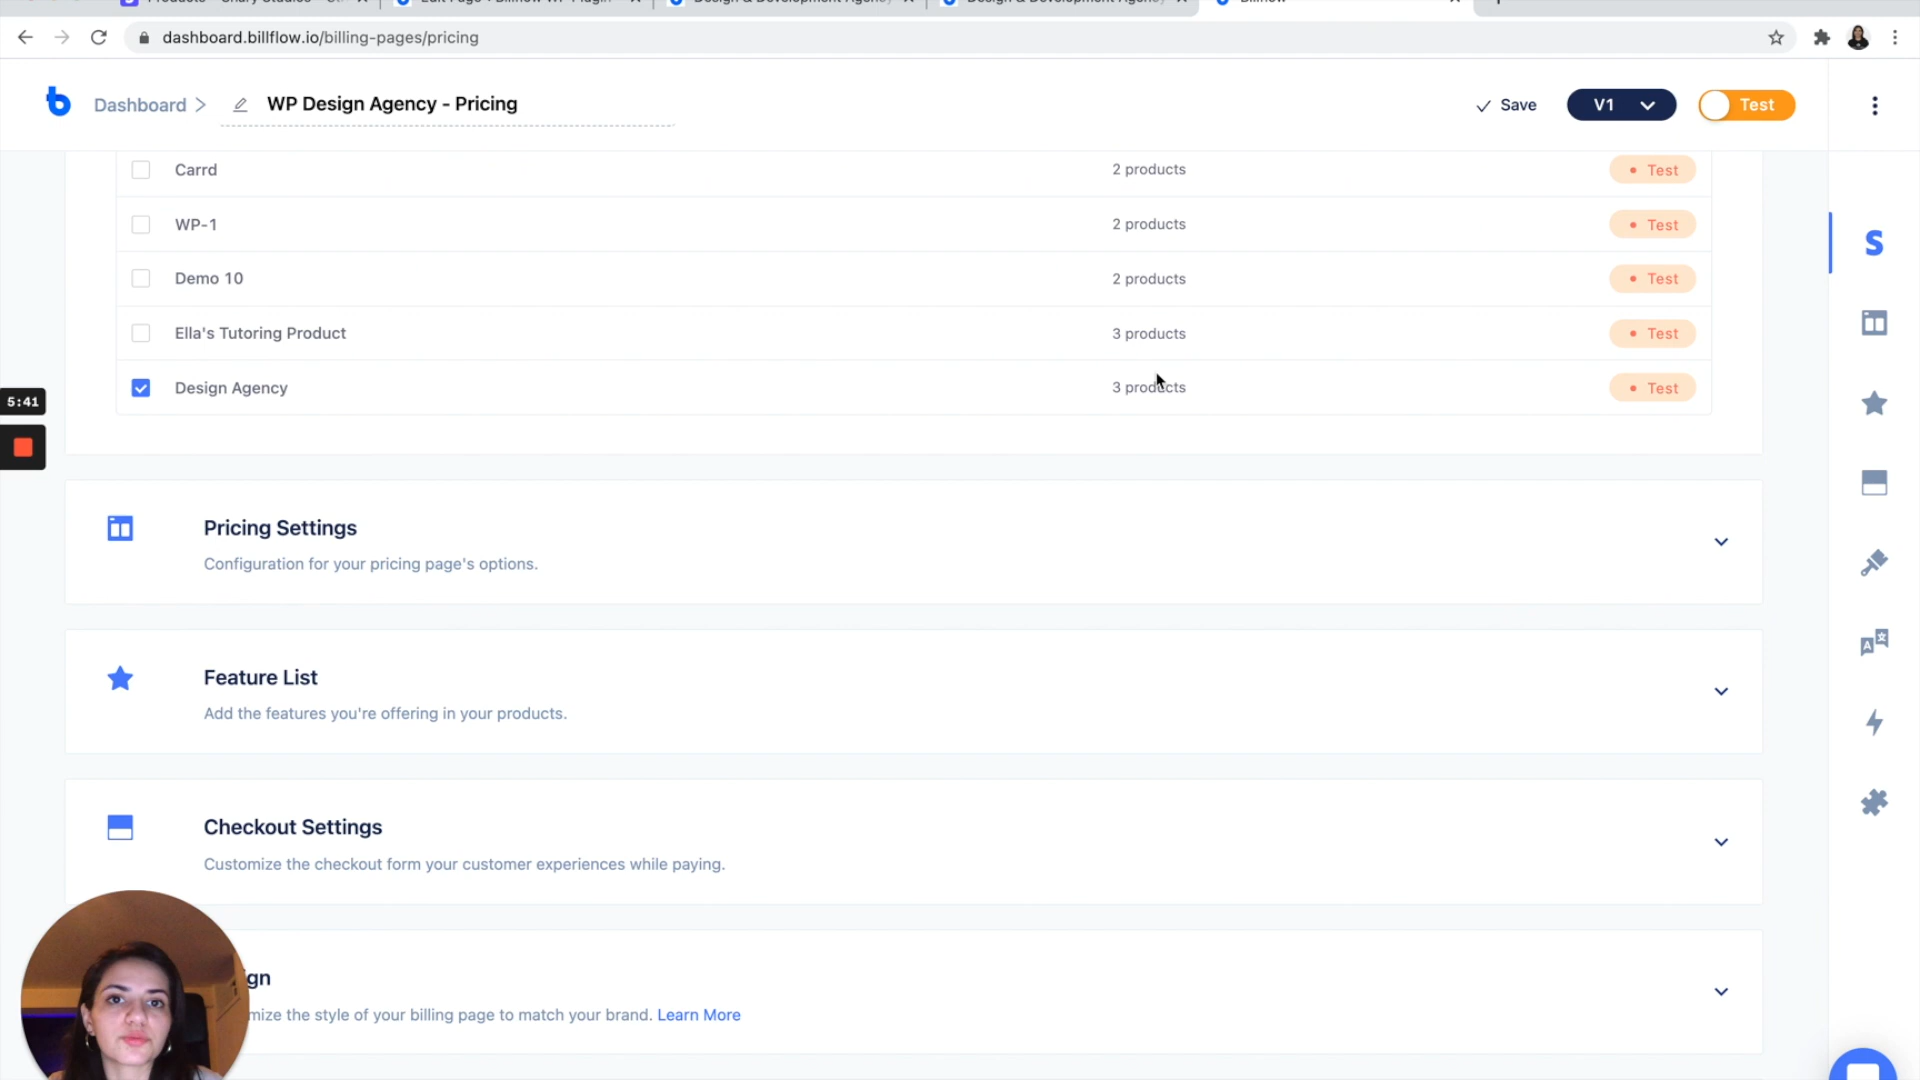 dashboard.billflow.io/billing-pages/pricing
Dashboard > WP Design Agency - Pricing
Save
V1
Test
Carrd 2 products Test
WP-1 2 products Test
Demo 10 2 products Test
Ella's Tutoring Product 3 products Test
Design Agency 3 products Test
5:41
Pricing Settings
Configuration for your pricing page's options.
Feature List
Add the features you're offering in your products.
Checkout Settings
Customize the checkout form your customer experiences while paying.
the style of your billing page to match your brand. Learn More